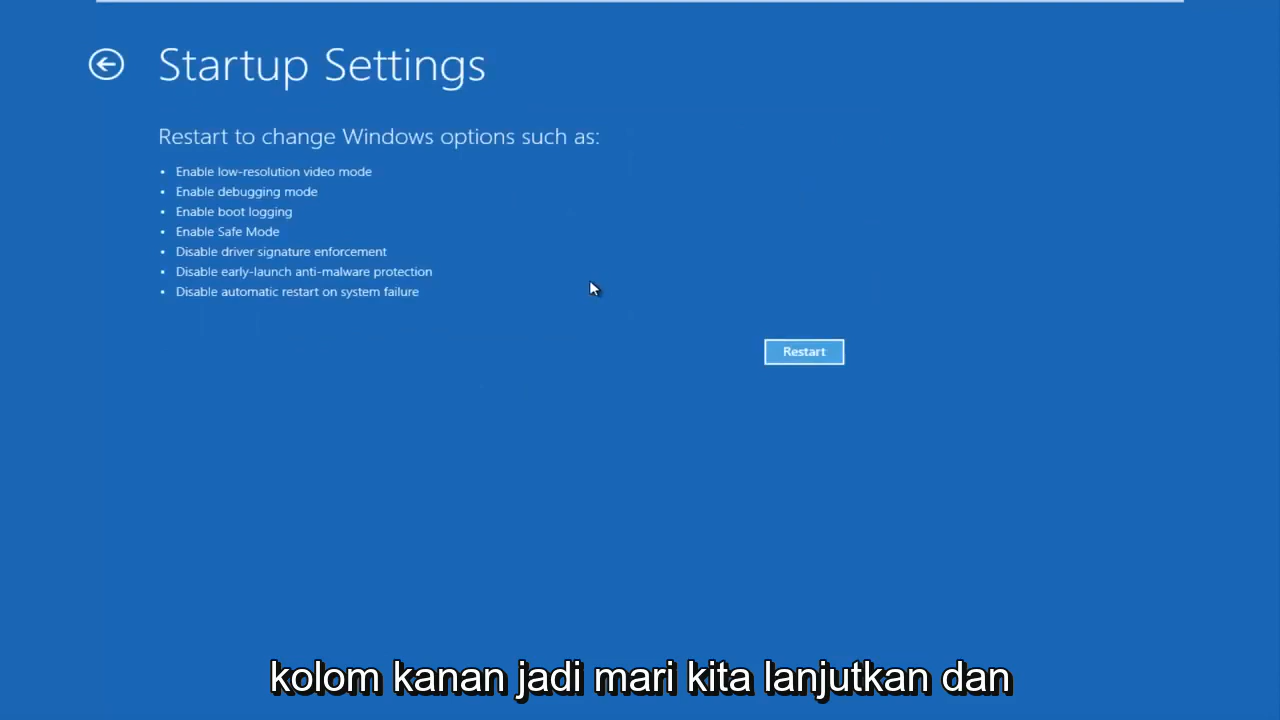 Startup Settings
Restart to change Windows options such as:
• Enable low-resolution video mode
• Enable debugging mode
• Enable boot logging
• Enable Safe Mode
• Disable driver signature enforcement
• Disable early-launch anti-malware protection
• Disable automatic restart on system failure
Restart
kolom kanan jadi mari kita lanjutkan dan